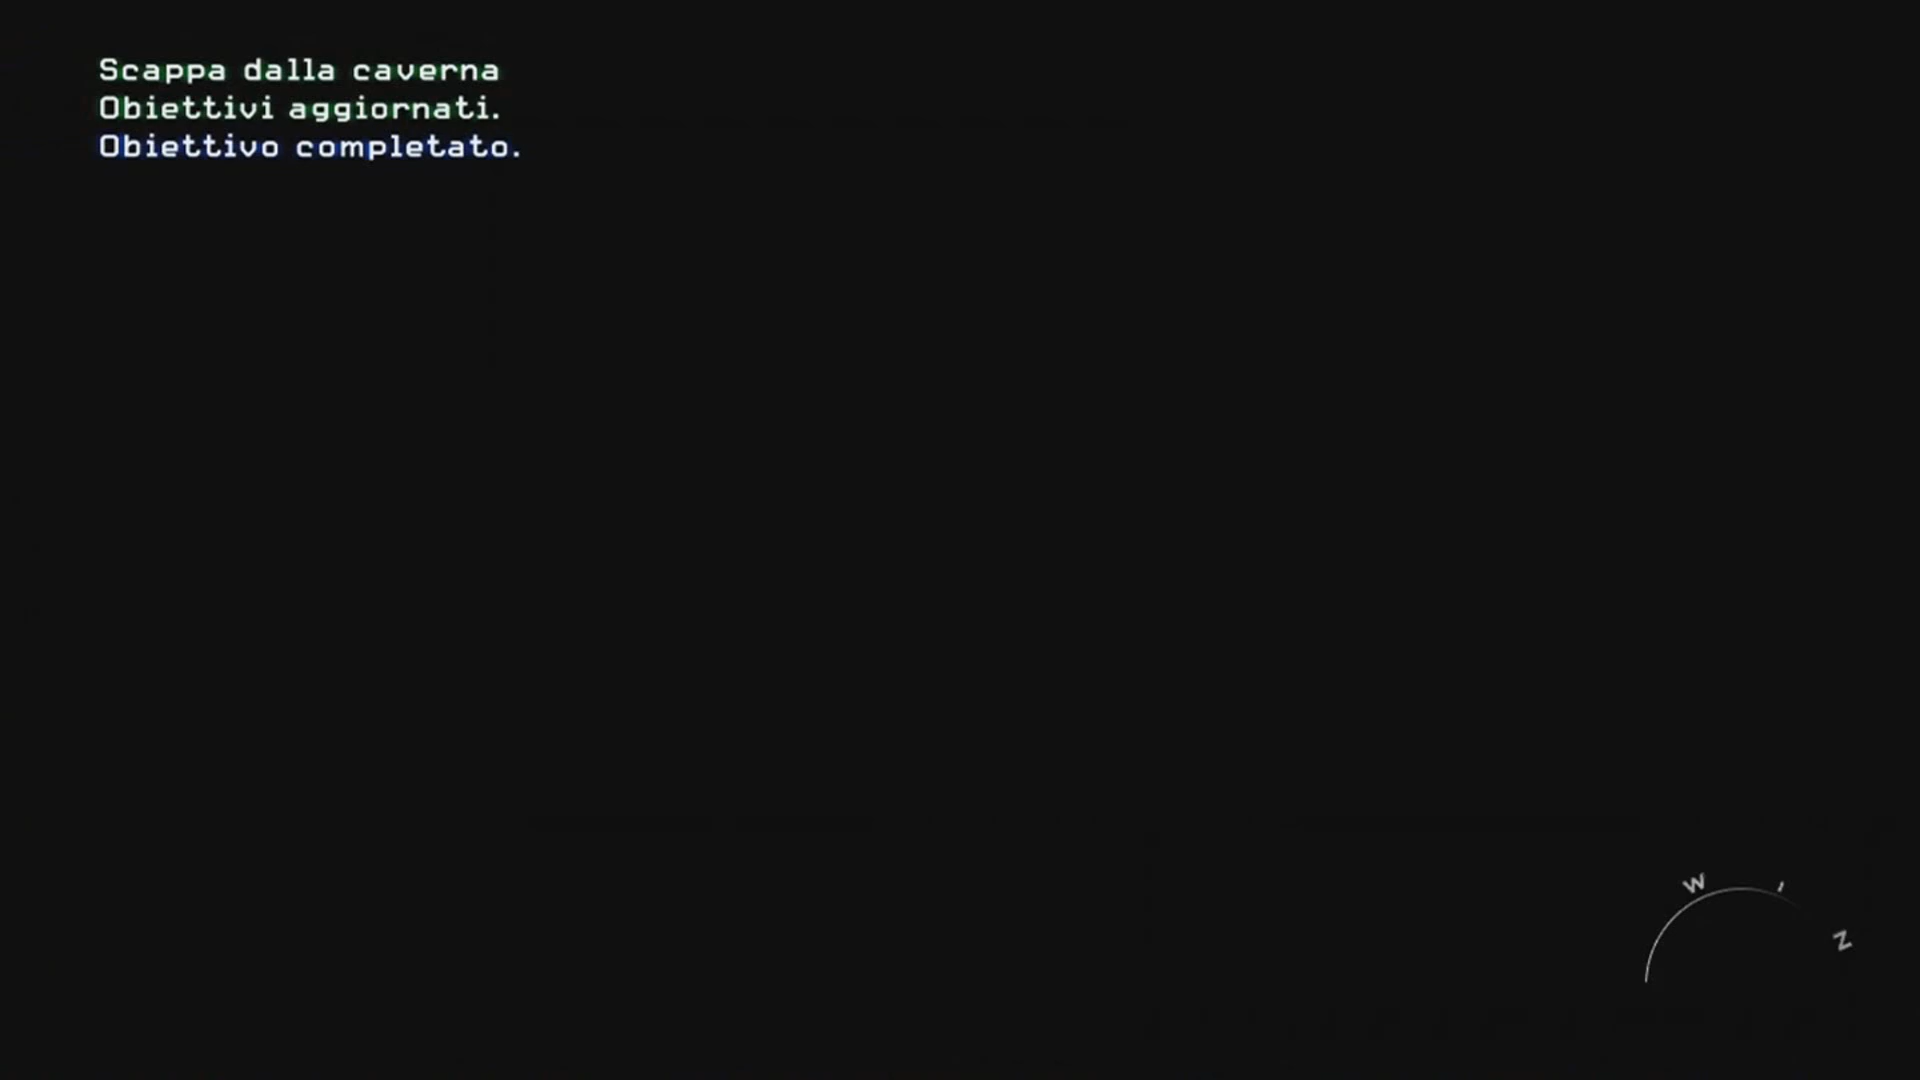 Scappa dalla caverna
Obiettivi aggiornati.
Obiettivo completato.
W
N